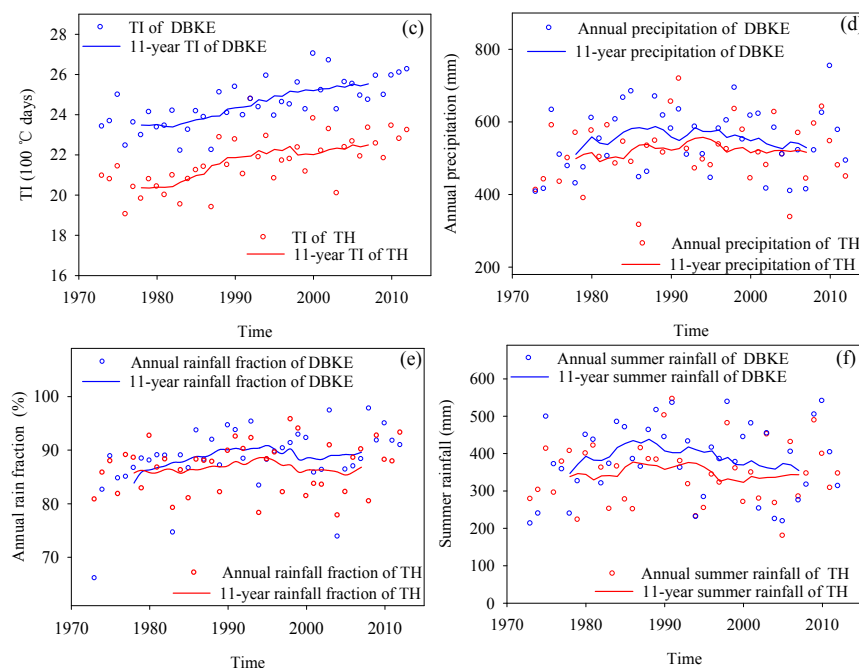 (c)
TI of DBKE
11-year TI of DBKE
28
26
24
22
20
18
16
TI (100 ℃ days)
TI of TH
11-year TI of TH
1970 1980 1990 2000 2010
Time
(d)
Annual precipitation of DBKE
11-year precipitation of DBKE
800
600
400
200
Annual precipitation (mm)
Annual precipitation of TH
11-year precipitation of TH
1970 1980 1990 2000 2010
Time
(e)
Annual rainfall fraction of DBKE
11-year rainfall fraction of DBKE
100
90
80
70
60
Annual rain fraction (%)
Annual rainfall fraction of TH
11-year rainfall fraction of TH
1970 1980 1990 2000 2010
Time
(f)
Annual summer rainfall of DBKE
11-year summer rainfall of DBKE
600
500
400
300
200
100
0
Summer rainfall (mm)
Annual summer rainfall of TH
11-year summer rainfall of TH
1970 1980 1990 2000 2010
Time